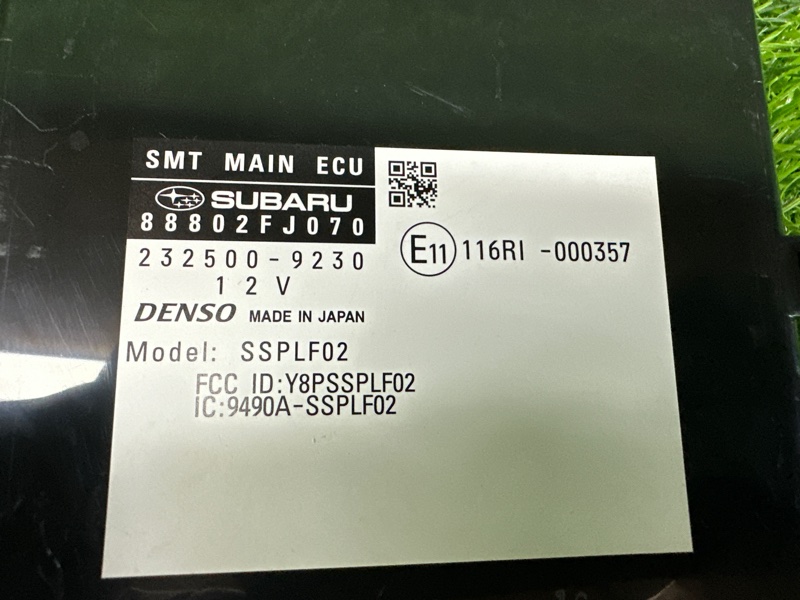 SMT MAIN ECU
SUBARU
88802FJ070
232500-9230
12V
DENSO MADE IN JAPAN
E11 116RI -000357
Model: SSPLF02
FCC ID:Y8PSSPLF02
IC:9490A-SSPLF02